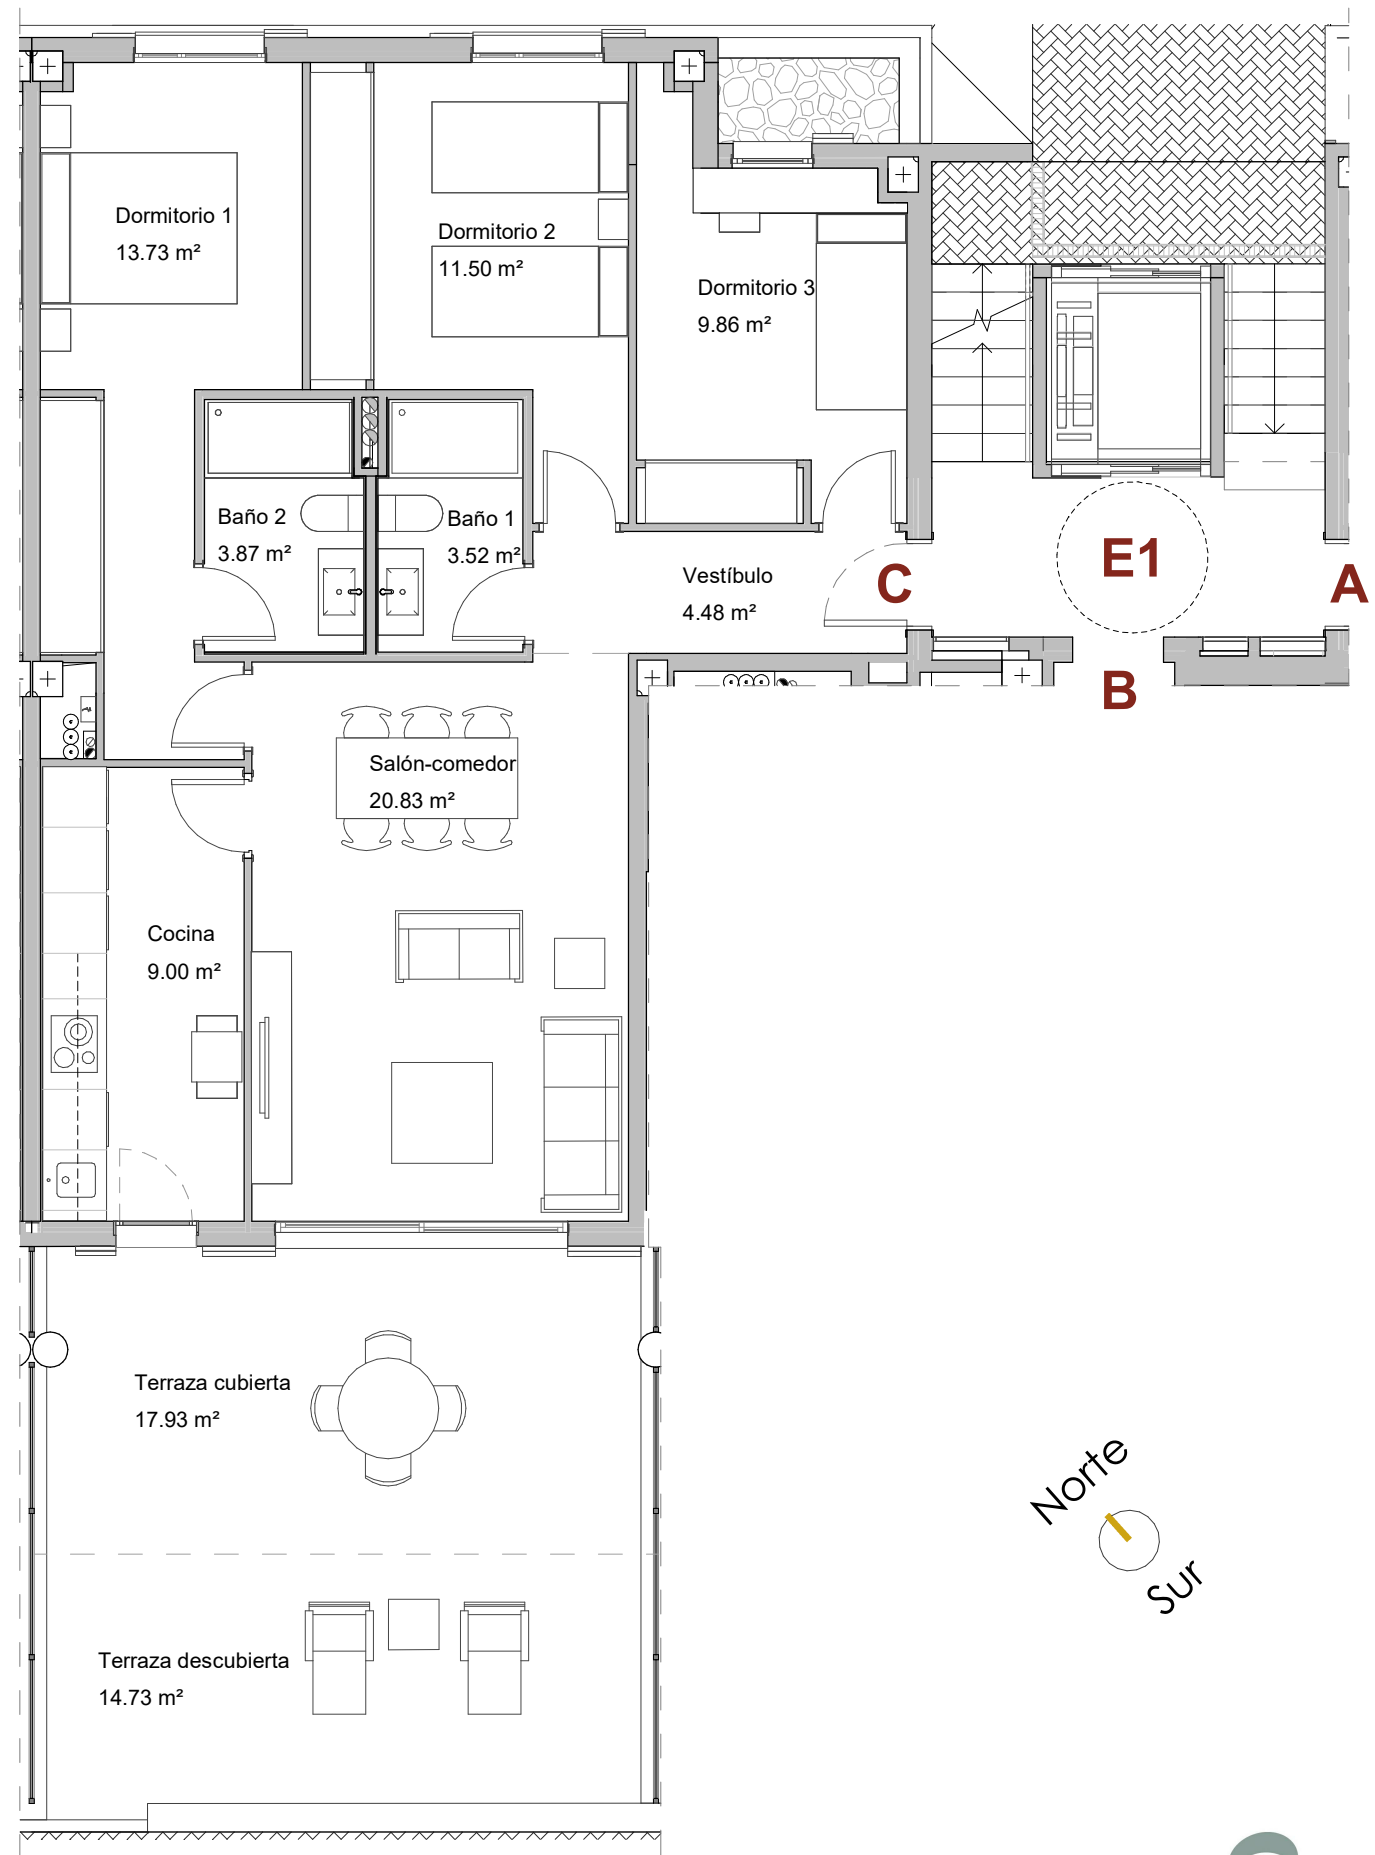 Dormitorio 1
13.73 m²
Dormitorio 2
11.50 m²
Dormitorio 3
9.86 m²
Baño 2
3.87 m²
Baño 1
3.52 m²
Vestíbulo
4.48 m²
C
E1
A
B
Salón-comedor
20.83 m²
Cocina
9.00 m²
Terraza cubierta
17.93 m²
Norte
Sur
Terraza descubierta
14.73 m²